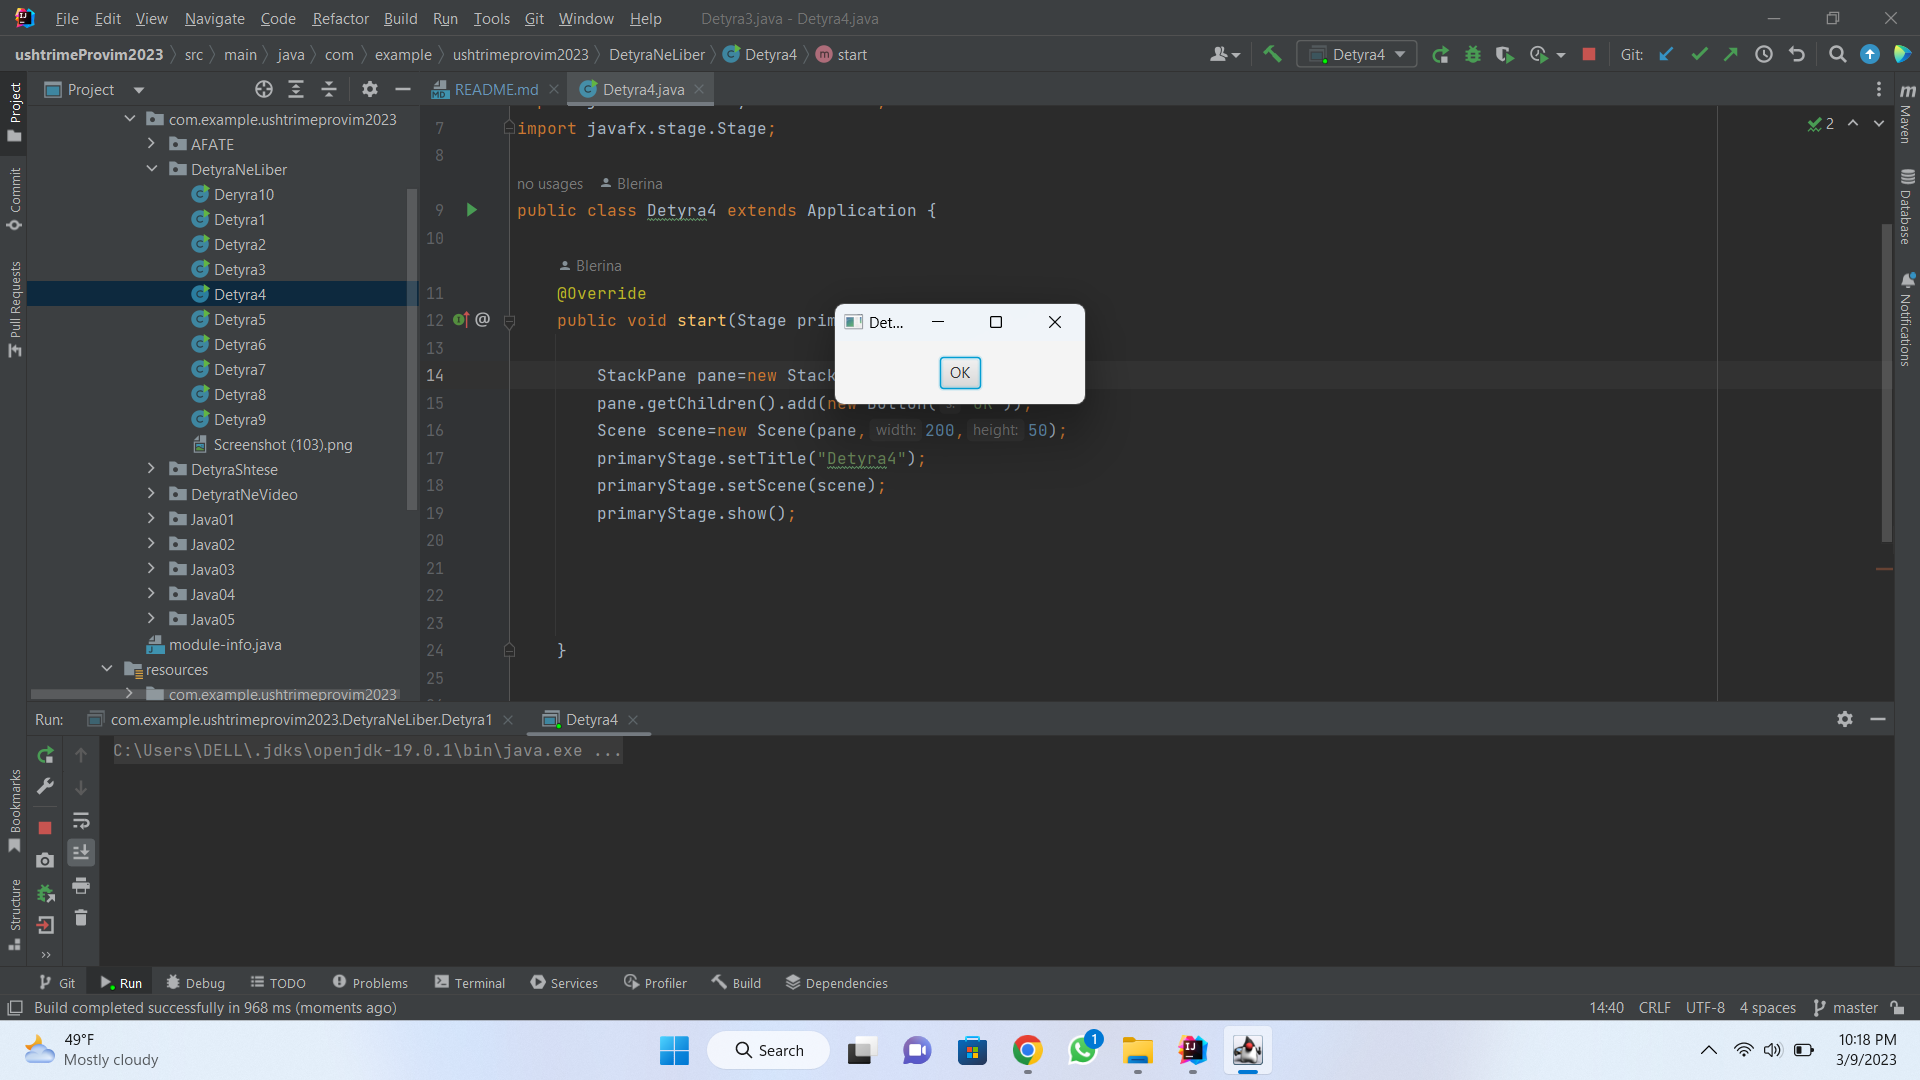 File Edit View Navigate Code Refactor Build Run Tools Git Window Help Detyra3.java - Detyra4.java
ushtrimeProvim2023 src main java com example ushtrimeprovim2023 DetyraNeLiber Detyra4 start
Detyra4 Git:
Project README.md Detyra4.java
Project
Commit
Pull Requests
Bookmarks
Structure
com.example.ushtrimeprovim2023
AFATE
DetyraNeLiber
Deryra10
Detyra1
Detyra2
Detyra3
Detyra4
Detyra5
Detyra6
Detyra7
Detyra8
Detyra9
Screenshot (103).png
DetyraShtese
DetyratNeVideo
Java01
Java02
Java03
Java04
Java05
module-info.java
resources
com.example.ushtrimeprovim2023
2
7 import javafx.stage.Stage;
8
no usages Blerina
9 public class Detyra4 extends Application {
10
Blerina
11 @Override
12 public void start(Stage prim
13
14 StackPane pane=new Stack
15 pane.getChildren().add(new
16 Scene scene=new Scene(pane, width: 200, height: 50);
17 primaryStage.setTitle("Detyra4");
18 primaryStage.setScene(scene);
19 primaryStage.show();
20
21
22
23
24 }
25
Det...
OK
Maven
Database
Notifications
Run: com.example.ushtrimeprovim2023.DetyraNeLiber.Detyra1 Detyra4
C:\Users\DELL\.jdks\openjdk-19.0.1\bin\java.exe ...
Git Run Debug TODO Problems Terminal Services Profiler Build Dependencies
Build completed successfully in 968 ms (moments ago) 14:40 CRLF UTF-8 4 spaces master
49°F
Mostly cloudy
Search
1
10:18 PM
3/9/2023